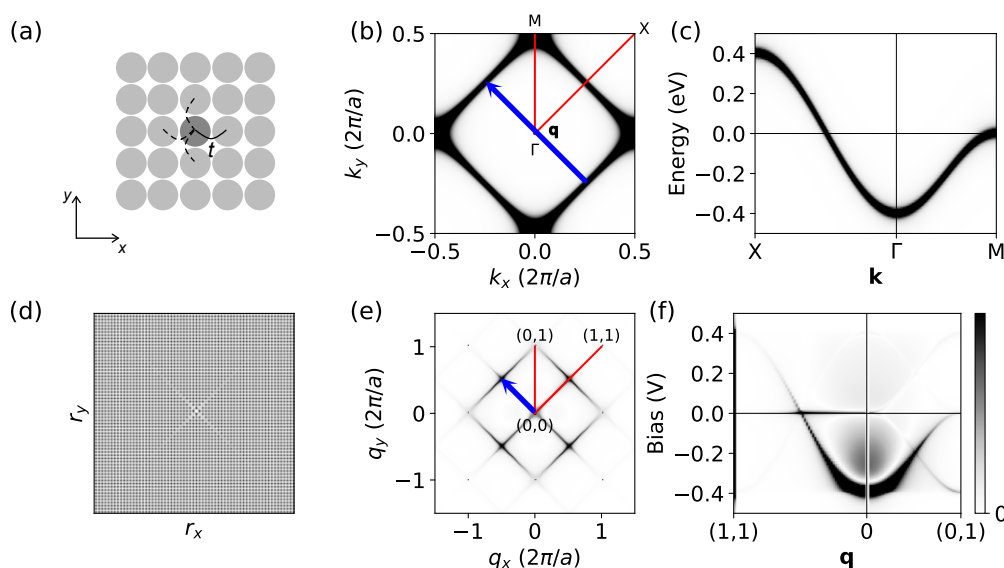 (a)
t
y
x
(b)
M
X
0.5
0.0
-0.5
q
Γ
−0.5 0.0 0.5
k_y (2π/a)
k_x (2π/a)
(c)
0.4
0.2
0.0
−0.2
−0.4
Energy (eV)
X Γ M
k
(d)
r_y
r_x
(e)
(0,1) (1,1)
1
0
−1
(0,0)
−1 0 1
q_y (2π/a)
q_x (2π/a)
(f)
0.4
0.2
0.0
−0.2
−0.4
Bias (V)
(1,1) 0 (0,1)
q
0